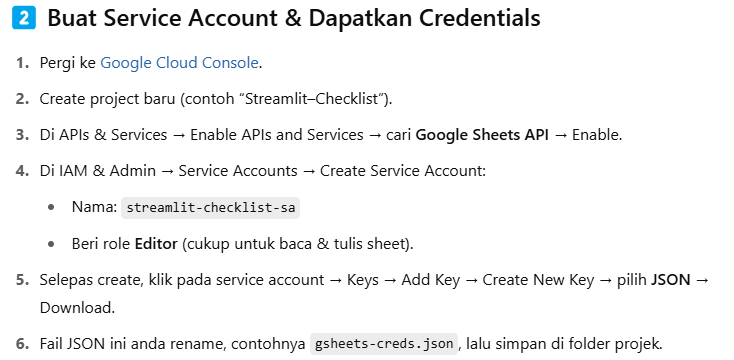 2 Buat Service Account & Dapatkan Credentials
1. Pergi ke Google Cloud Console.
2. Create project baru (contoh “Streamlit–Checklist”).
3. Di APIs & Services → Enable APIs and Services → cari Google Sheets API → Enable.
4. Di IAM & Admin → Service Accounts → Create Service Account:
• Nama: streamlit-checklist-sa
• Beri role Editor (cukup untuk baca & tulis sheet).
5. Selepas create, klik pada service account → Keys → Add Key → Create New Key → pilih JSON →
Download.
6. Fail JSON ini anda rename, contohnya gsheets-creds.json, lalu simpan di folder projek.